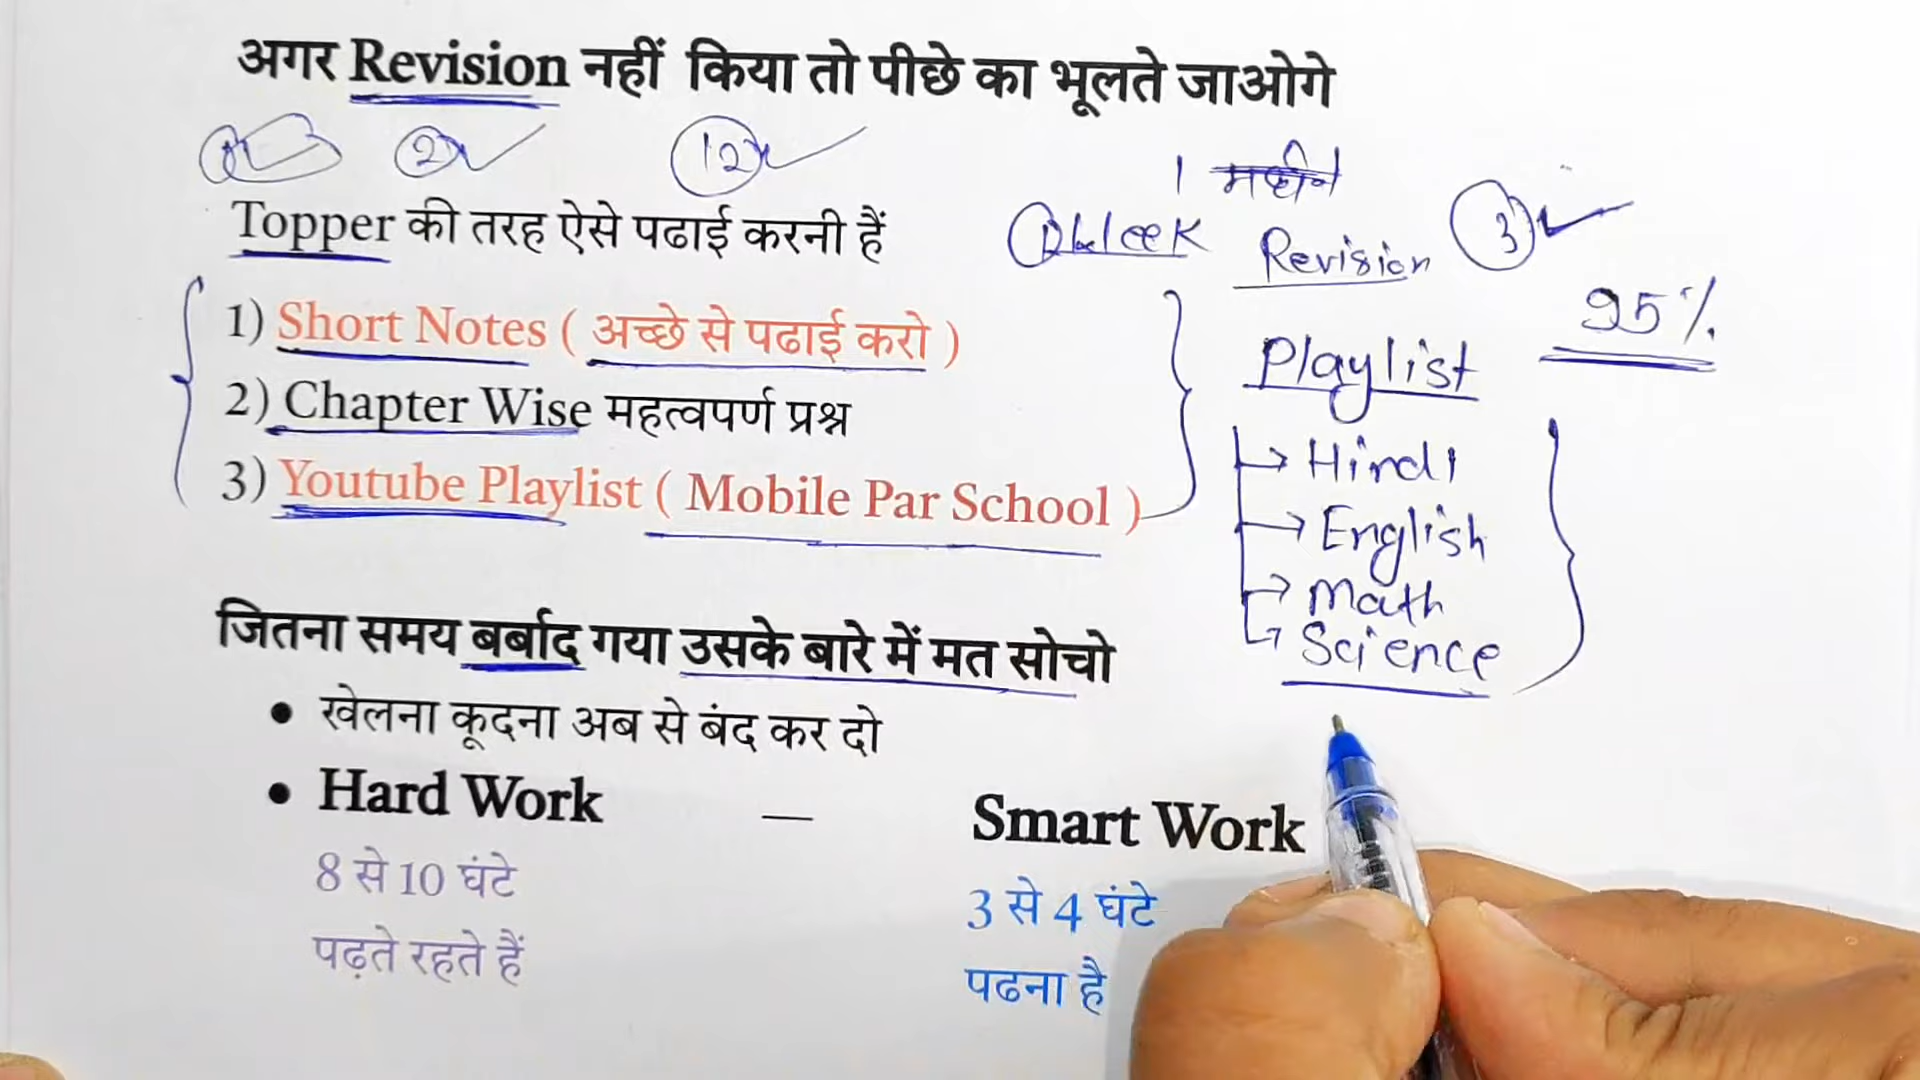 अगर Revision नहीं किया तो पीछे का भूलते जाओगे
2 12
1
Topper की तरह ऐसे पढाई करनी हैं
Week Revision 3
95%
1) Short Notes ( अच्छे से पढाई करो )
2) Chapter Wise महत्वपर्ण प्रश्न
3) Youtube Playlist ( Mobile Par School )
Playlist
Hindi
English
Math
Science
जितना समय बर्बाद गया उसके बारे में मत सोचो
• खेलना कूदना अब से बंद कर दो
• Hard Work — Smart Work
8 से 10 घंटे 3 से 4 घंटे
पढ़ते रहते हैं पढना है